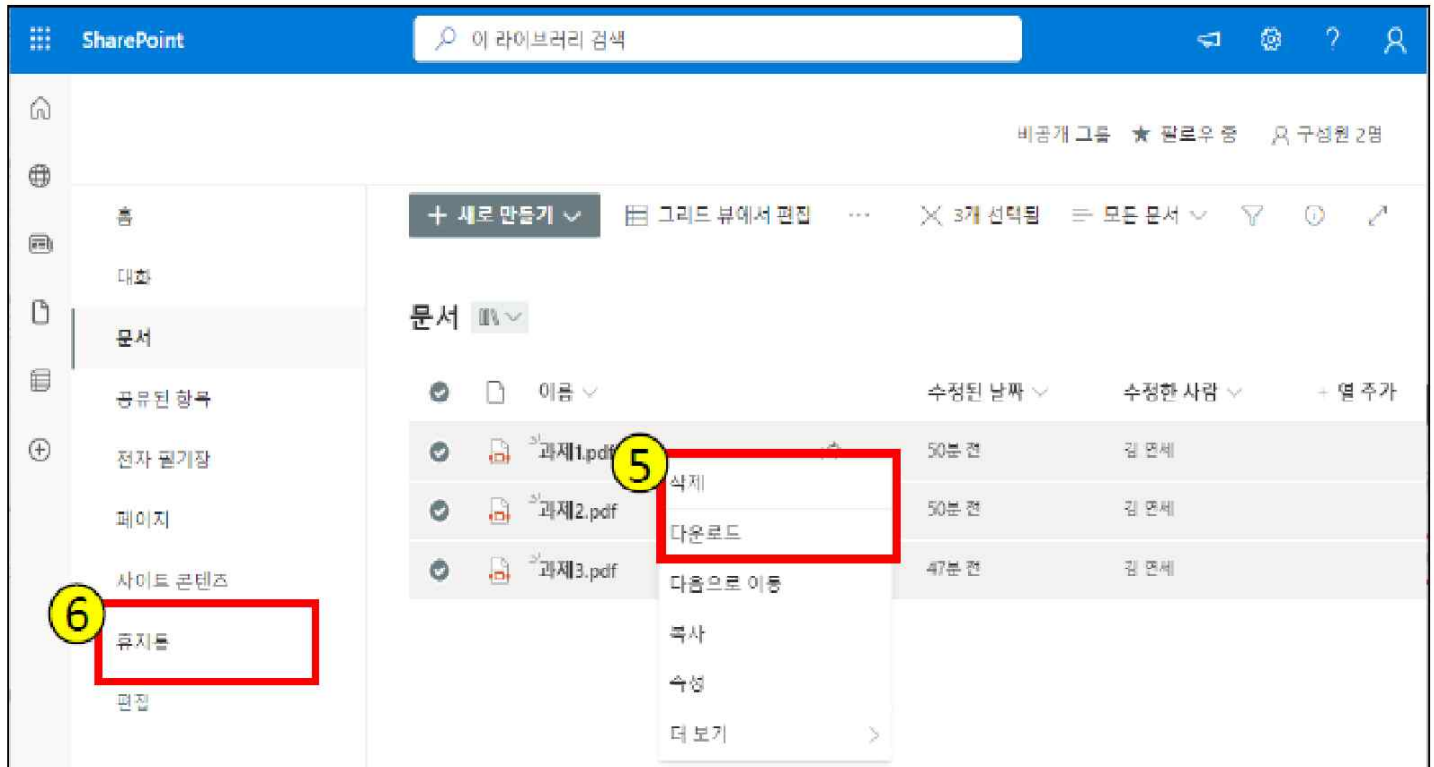 SharePoint
이 라이브러리 검색
?
비공개 그룹 ★ 팔로우 중 구성원 2명
홈
대화
문서
공유된 항목
전자 필기장
페이지
사이트 콘텐츠
6
휴지통
편집
+ 새로 만들기 그리드 뷰에서 편집 ··· 3개 선택됨 모든 문서
문서
이름 수정된 날짜 수정한 사람 + 열 추가
과제1.pdf 50분 전 김 연세
과제2.pdf 50분 전 김 연세
과제3.pdf 47분 전 김 연세
5
삭제
다운로드
다음으로 이동
복사
속성
더 보기